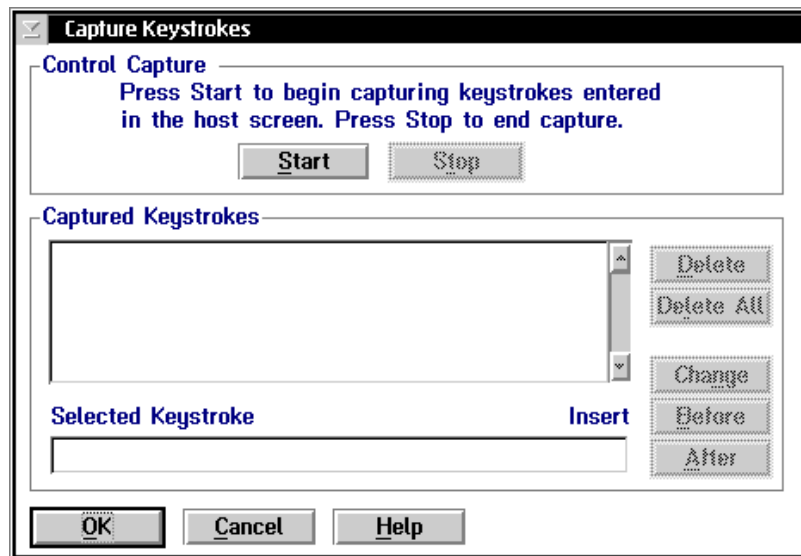 Capture Keystrokes
Control Capture
Press Start to begin capturing keystrokes entered
in the host screen. Press Stop to end capture.
Start Stop
Captured Keystrokes
Delete
Delete All
Change
Selected Keystroke Insert Before
After
OK Cancel Help